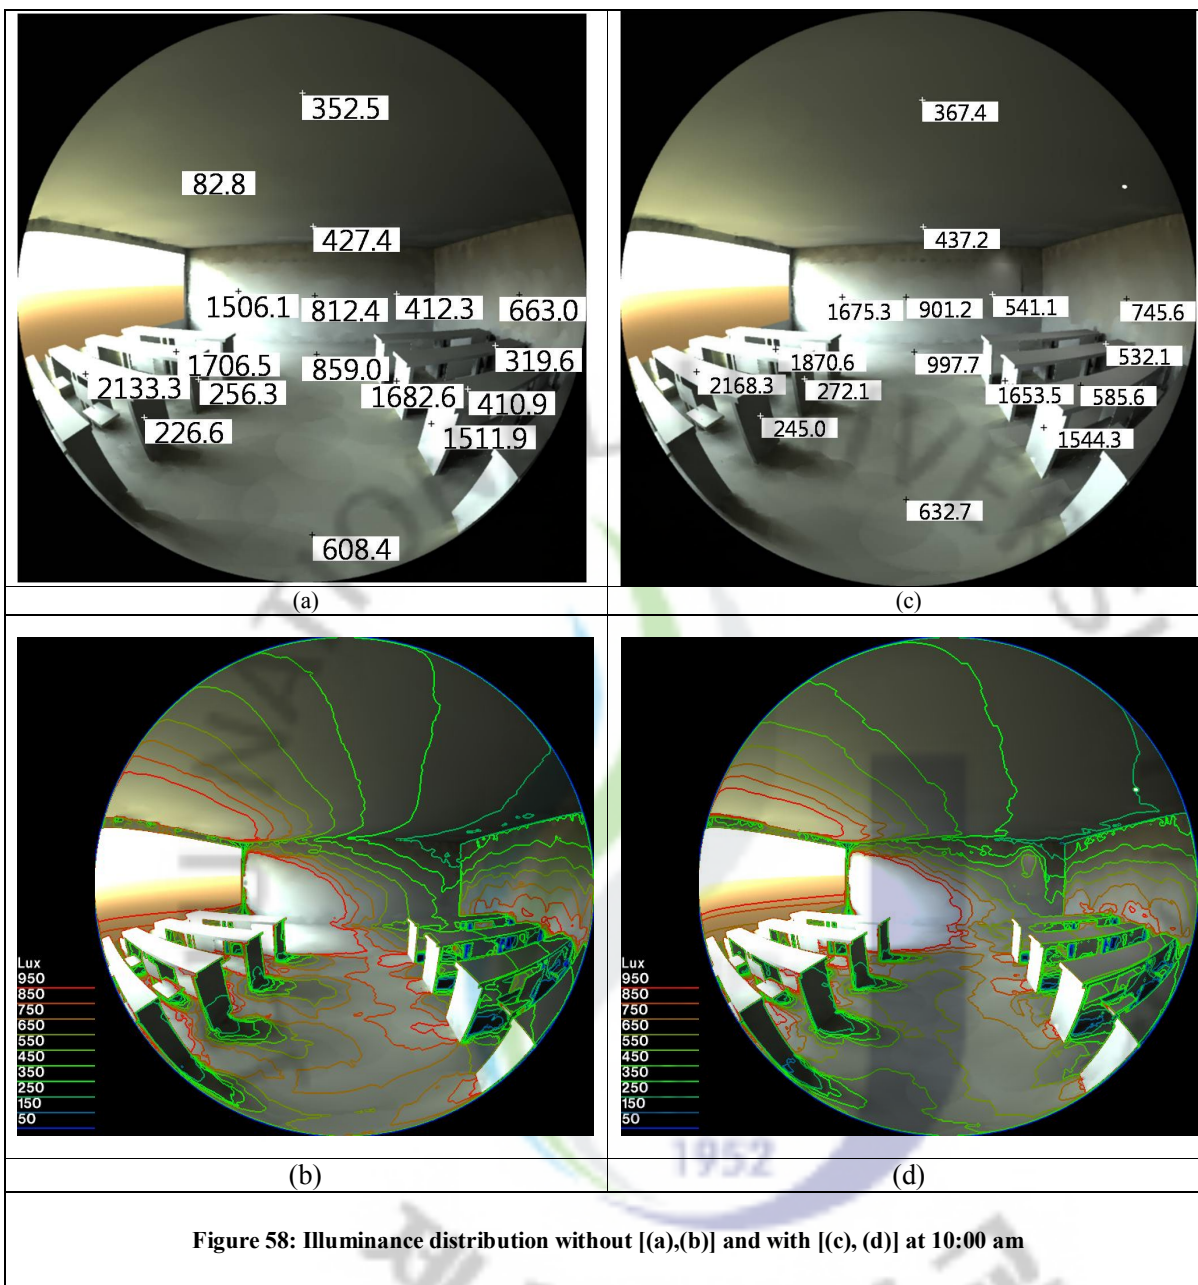 352.5
82.8
427.4
1506.1 812.4 412.3 663.0
1706.5 859.0 319.6
2133.3 256.3 1682.6 410.9
226.6 1511.9
608.4
(a)
367.4
437.2
1675.3 901.2 541.1 745.6
1870.6 997.7 532.1
2168.3 272.1 1653.5 585.6
245.0 1544.3
632.7
(c)
Lux
950
850
750
650
550
450
350
250
150
50
(b)
Lux
950
850
750
650
550
450
350
250
150
50
(d)
1952
Figure 58: Illuminance distribution without [(a),(b)] and with [(c), (d)] at 10:00 am